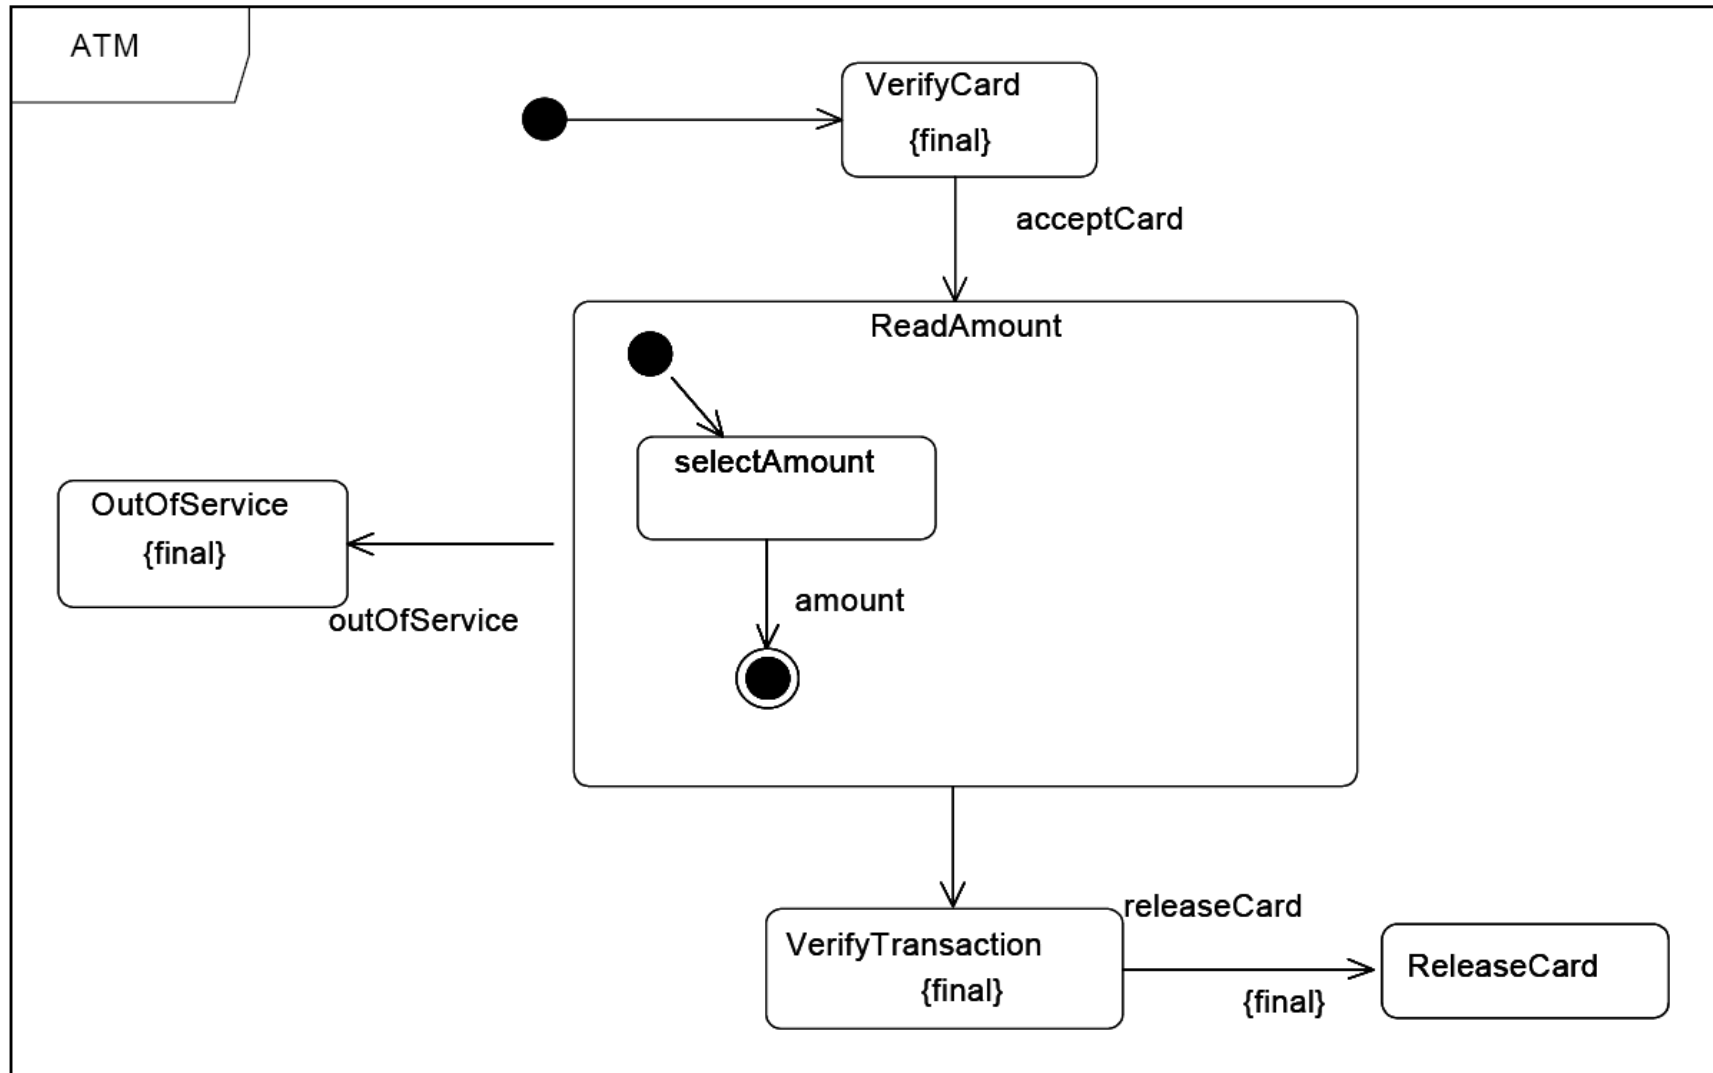 ATM
VerifyCard
{final}
acceptCard
ReadAmount
selectAmount
OutOfService
{final}
amount
outOfService
releaseCard
VerifyTransaction
{final}
ReleaseCard
{final}